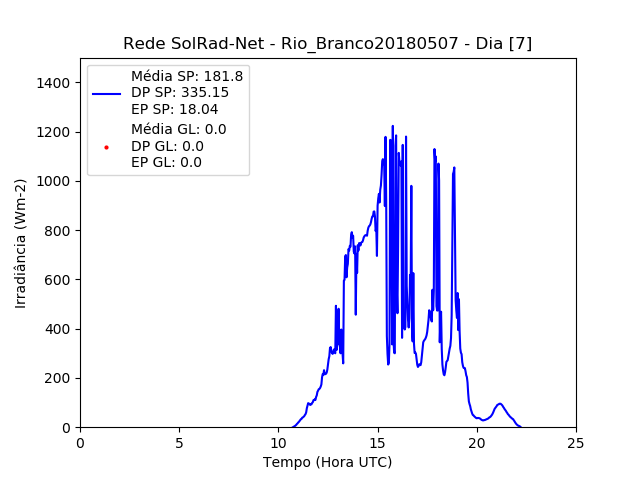 Rede SolRad-Net - Rio_Branco20180507 - Dia [7]
Média SP: 181.8
DP SP: 335.15
EP SP: 18.04
Média GL: 0.0
DP GL: 0.0
EP GL: 0.0
Irradiância (Wm-2)
1400
1200
1000
800
600
400
200
0
0 5 10 15 20 25
Tempo (Hora UTC)